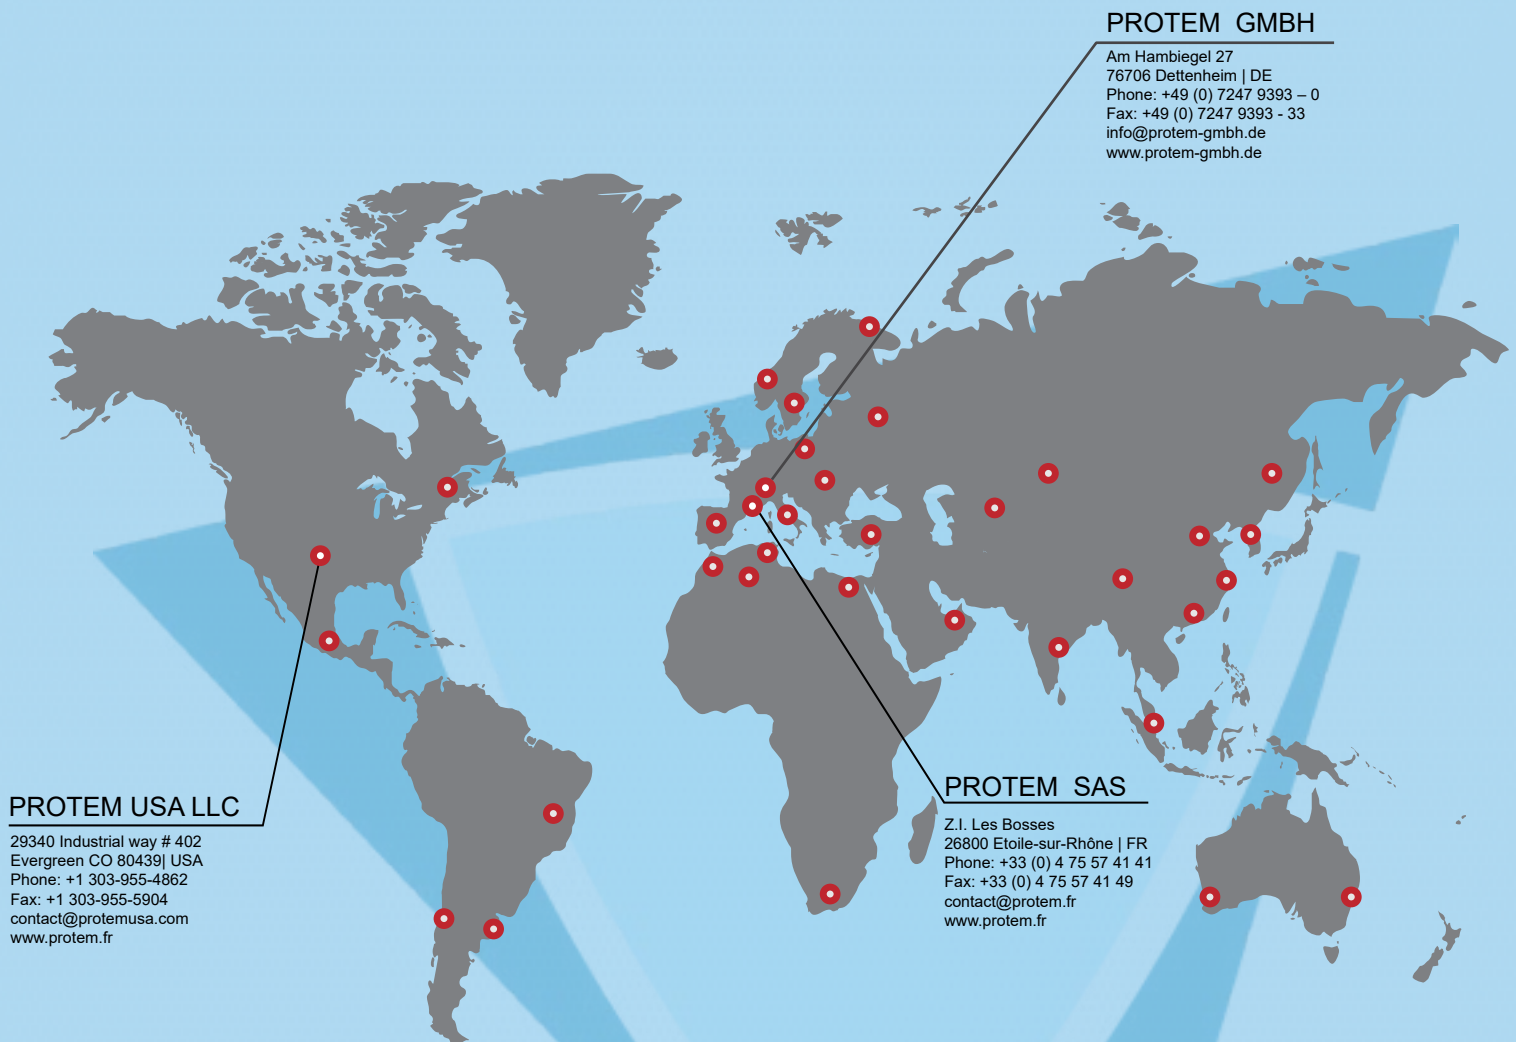 PROTEM GMBH
Am Hambiegel 27
76706 Dettenheim | DE
Phone: +49 (0) 7247 9393 – 0
Fax: +49 (0) 7247 9393 - 33
info@protem-gmbh.de
www.protem-gmbh.de
PROTEM USA LLC
29340 Industrial way # 402
Evergreen CO 80439| USA
Phone: +1 303-955-4862
Fax: +1 303-955-5904
contact@protemusa.com
www.protem.fr
PROTEM SAS
Z.I. Les Bosses
26800 Etoile-sur-Rhône | FR
Phone: +33 (0) 4 75 57 41 41
Fax: +33 (0) 4 75 57 41 49
contact@protem.fr
www.protem.fr